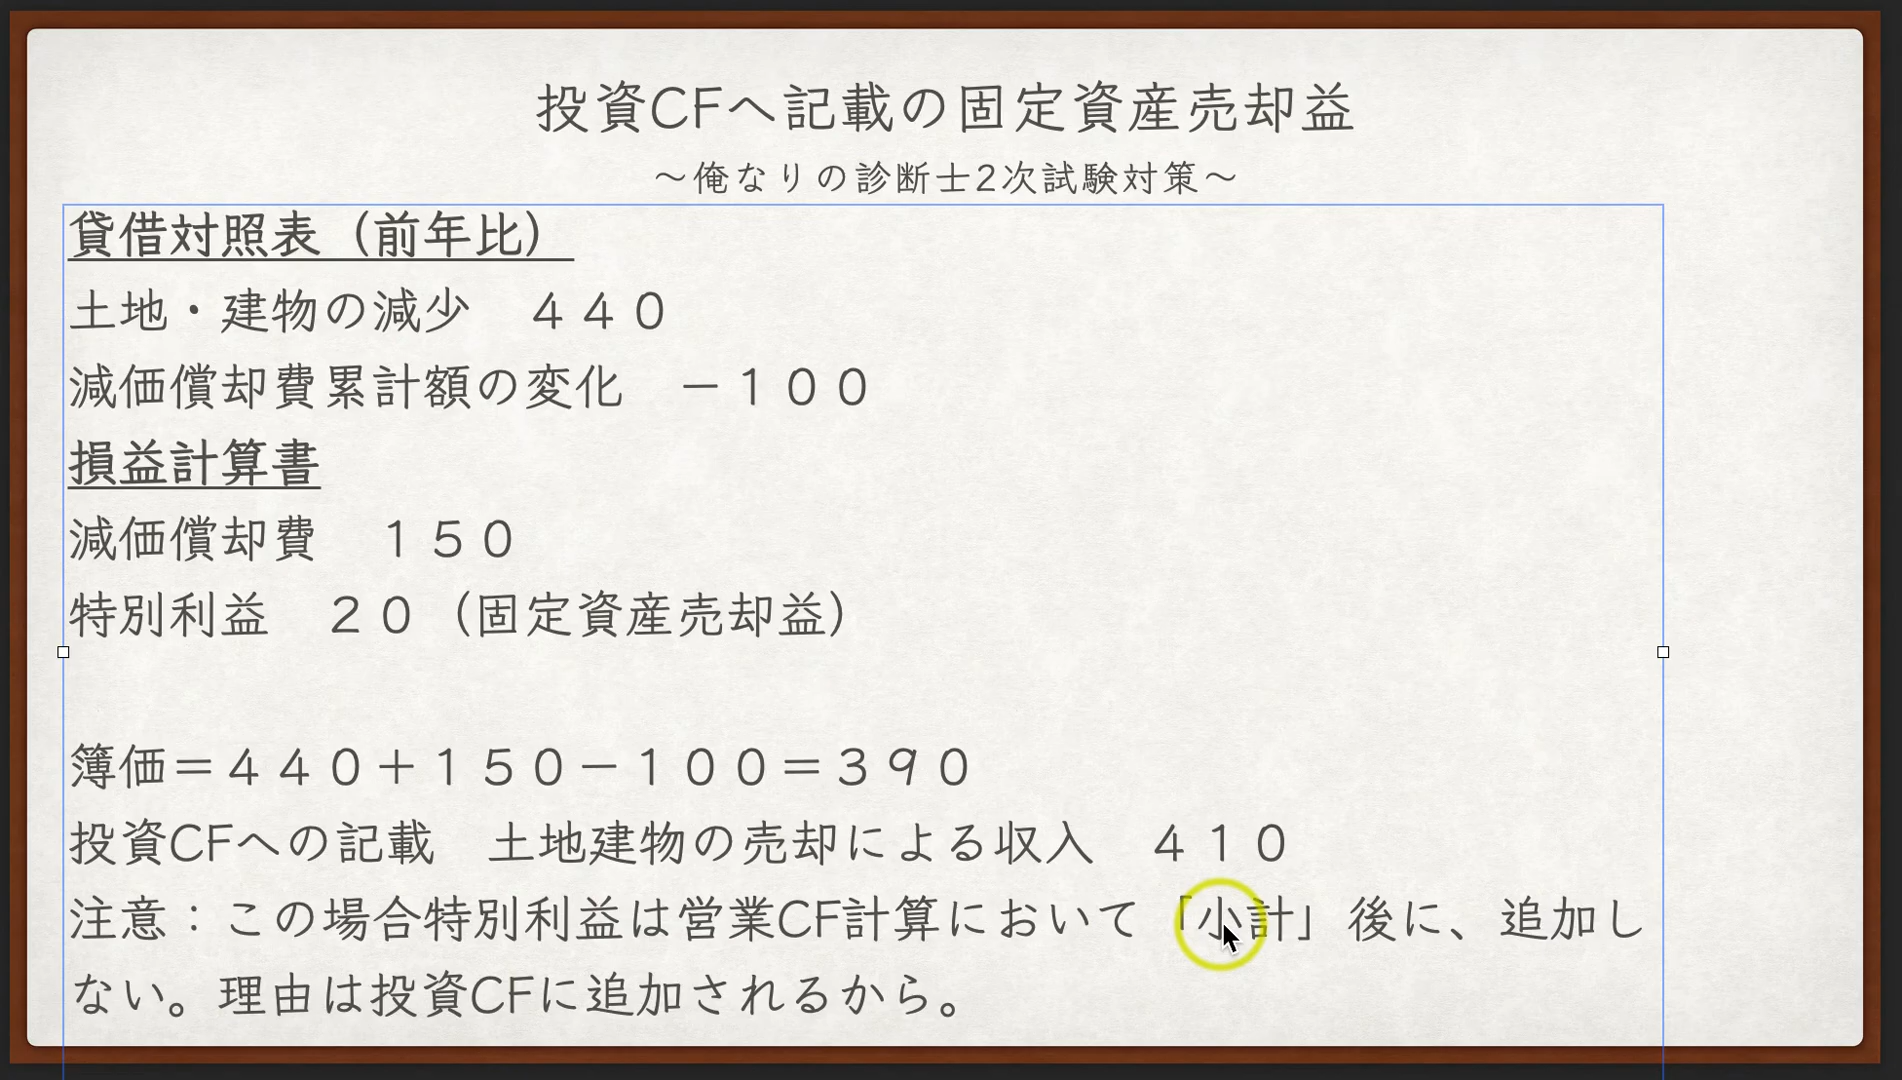 投資CFへ記載の固定資産売却益
～俺なりの診断士2次試験対策～
貸借対照表（前年比）
土地・建物の減少　４４０
減価償却費累計額の変化　－１００
損益計算書
減価償却費　１５０
特別利益　２０（固定資産売却益）
簿価＝４４０＋１５０－１００＝３９０
投資CFへの記載　土地建物の売却による収入　４１０
注意：この場合特別利益は営業CF計算において「小計」後に、追加し
ない。理由は投資CFに追加されるから。